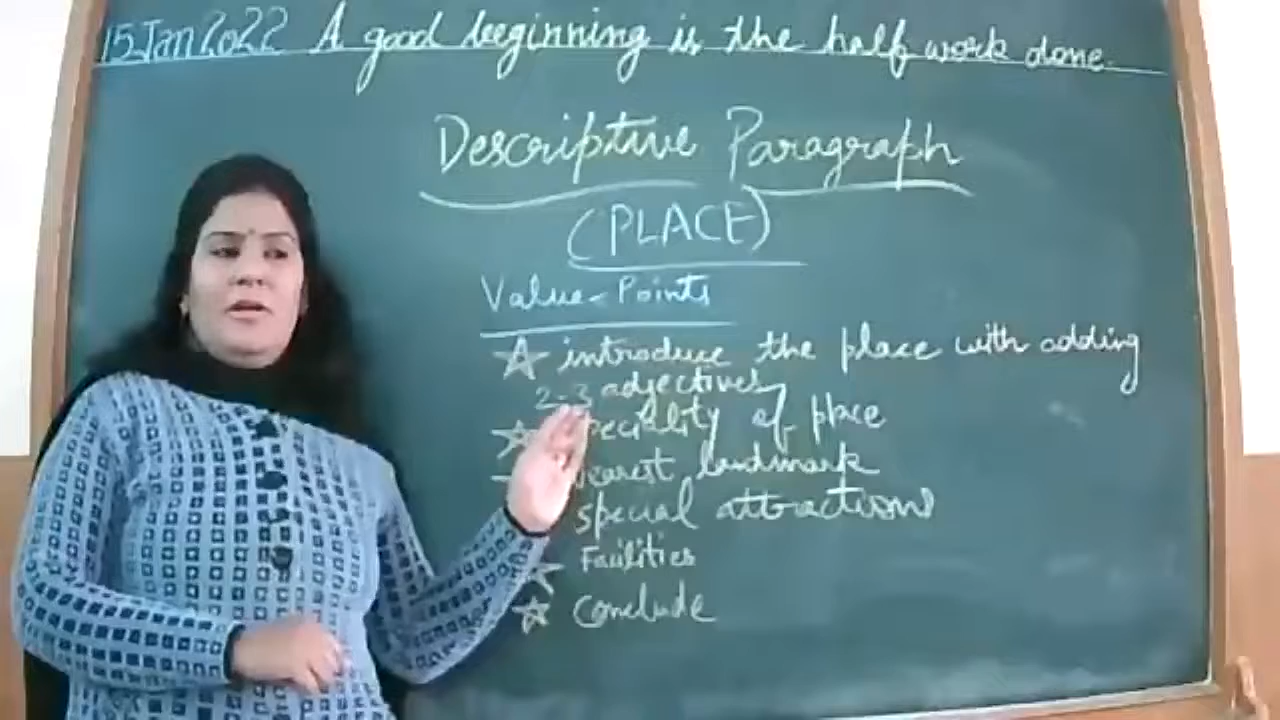 15 Jan 2022 A good beginning is the half work done.
Descriptive Paragraph
(PLACE)
Value-Points
introduce the place with adding
2-3 adjectives
speciality of place
nearest landmark
special attractions
Facilities
Conclude